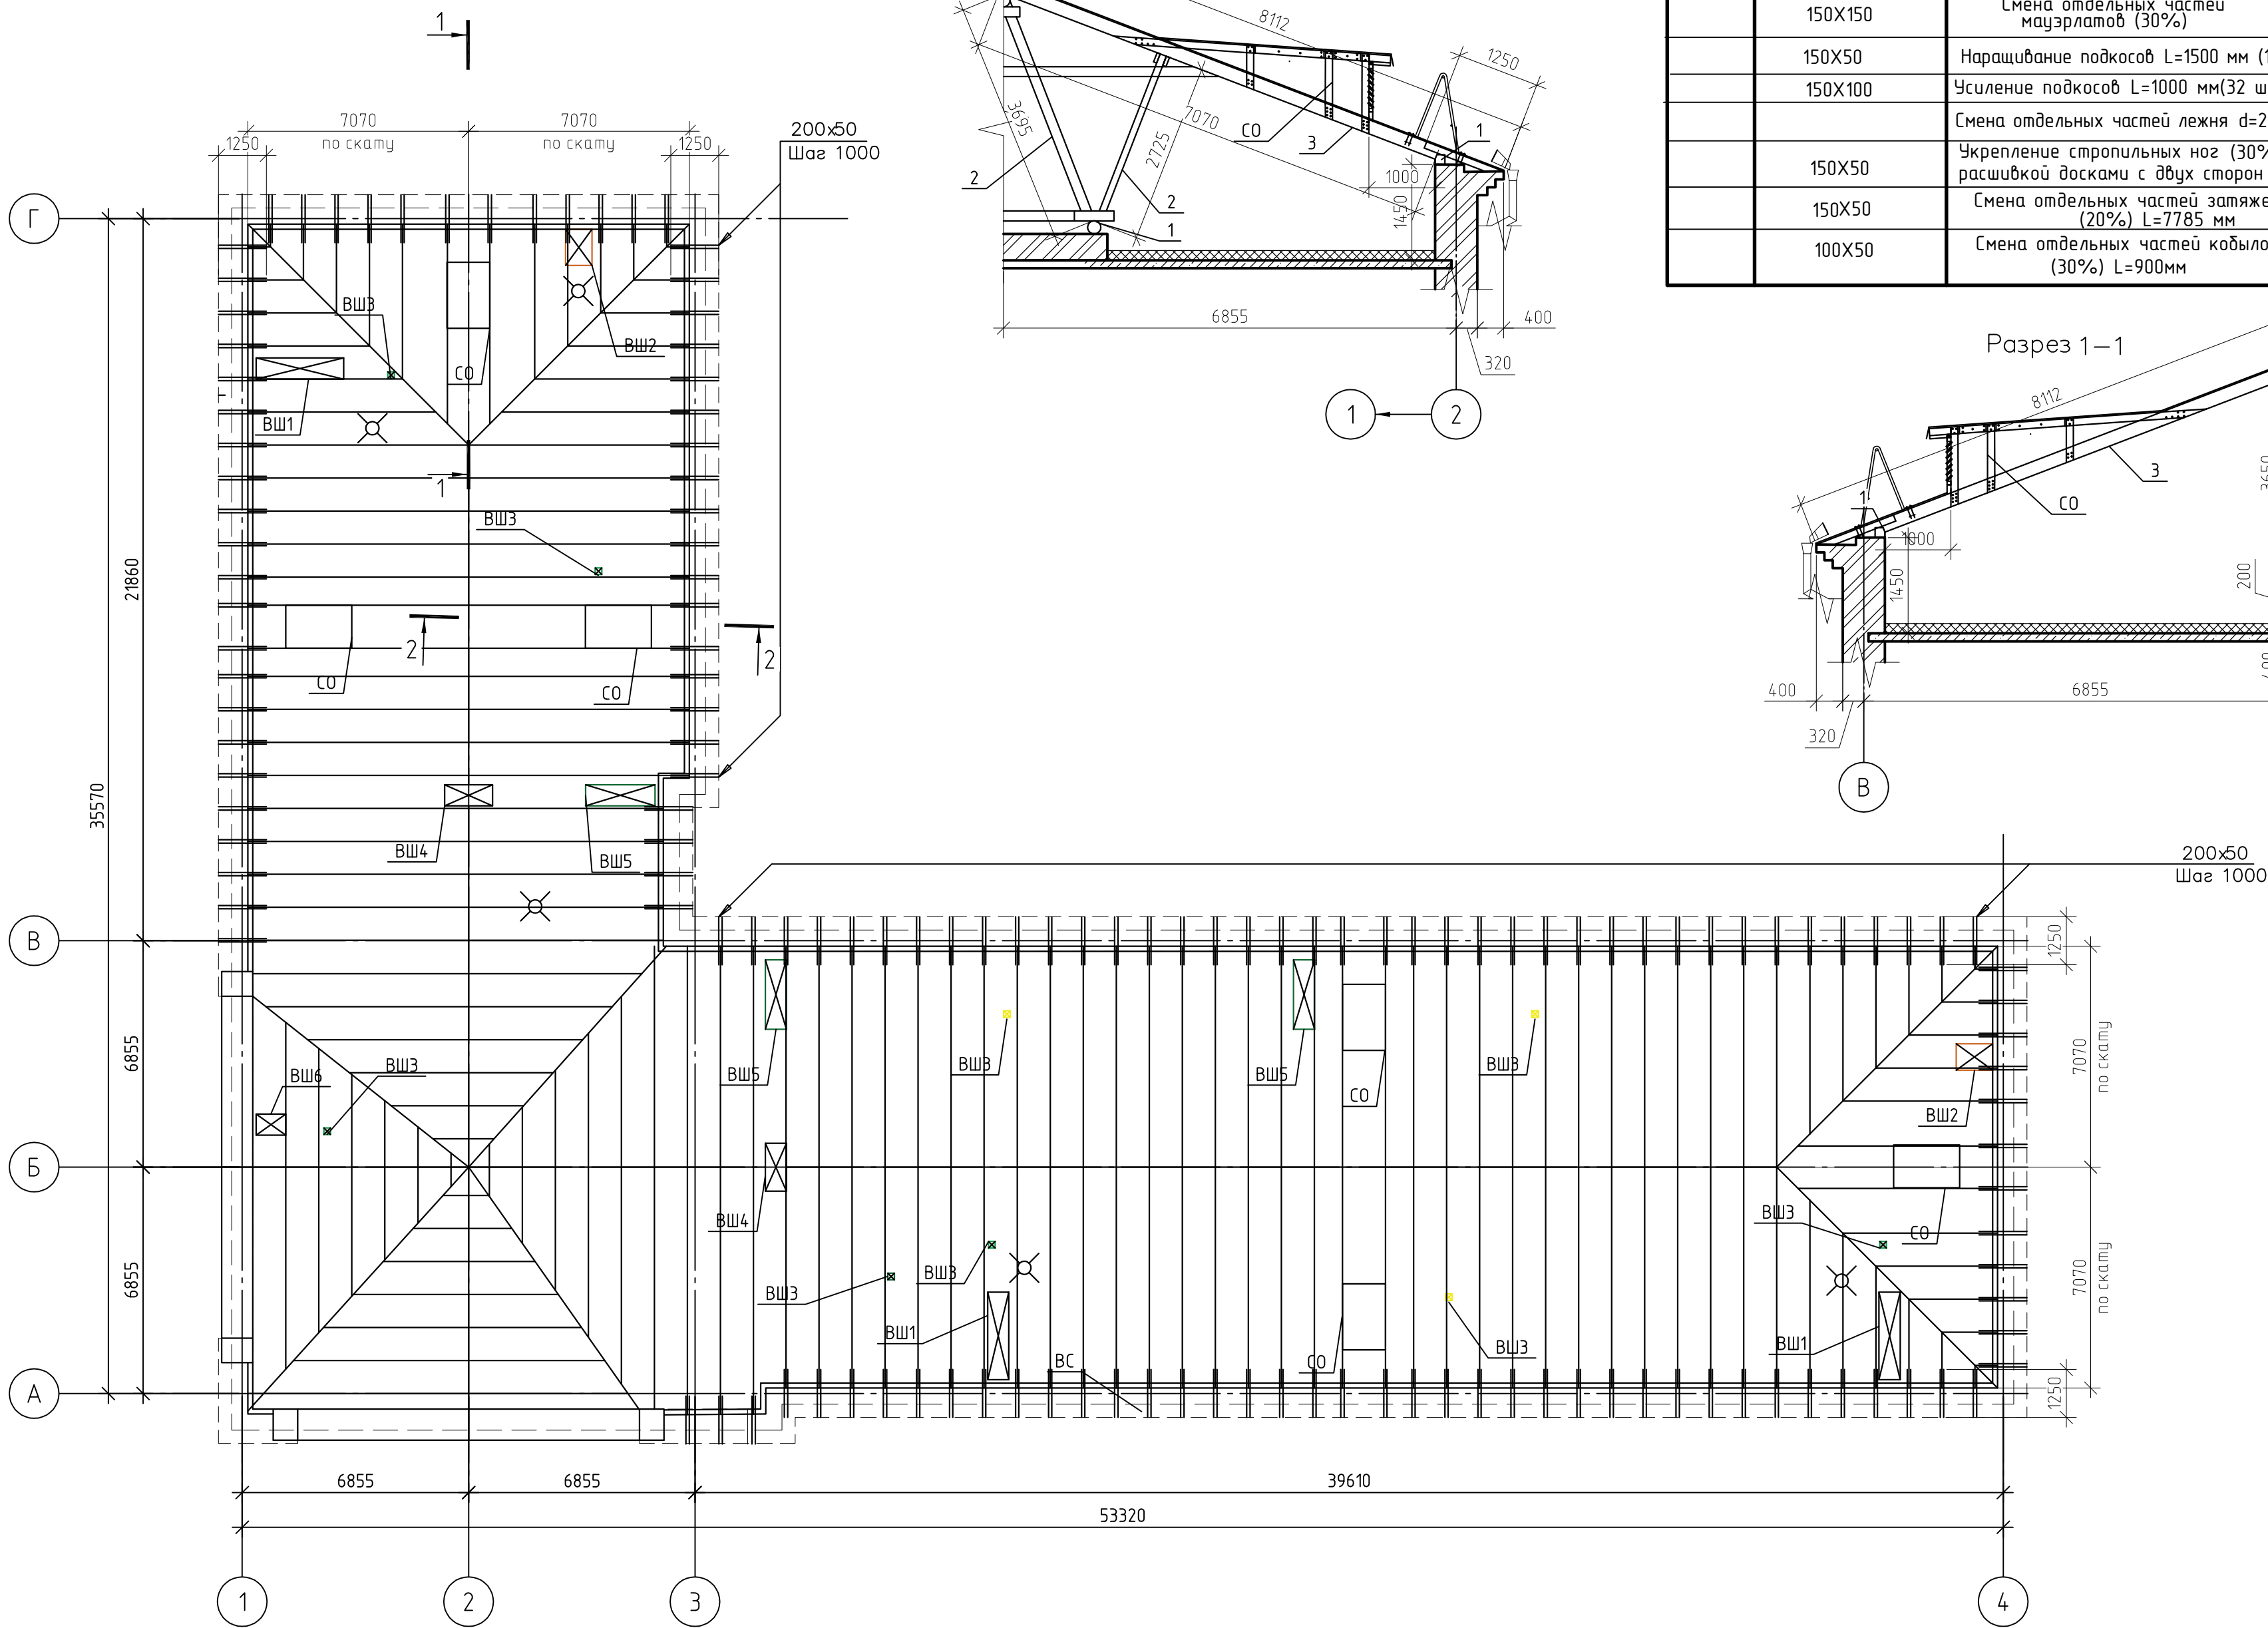 1
7070
по скату
7070
по скату
1250
1250
200х50
Шаг 1000
Г
ВШ3
ВШ2
СО
ВШ1
1
ВШ3
21860
35570
2
2
СО
СО
ВШ4
ВШ5
В
6855
ВШ6
ВШ3
Б
6855
А
ВШ5
ВШ3
ВШ5
СО
ВШ3
ВШ2
ВШ4
ВШ3
СО
ВШ3
ВШ3
ВШ1
ВС
СО
ВШ3
ВШ1
200х50
Шаг 1000
1250
7070
по скату
7070
по скату
1250
6855
6855
39610
53320
1
2
3
4
8112
1250
3695
2725
7070
СО
3
1
2
2
1
1000
1450
6855
400
320
1
2
150Х150
Смена отдельных частей
мауэрлатов (30%)
150Х50
Наращивание подкосов L=1500 мм (1
150Х100
Усиление подкосов L=1000 мм(32 ш
Смена отдельных частей лежня d=2
150Х50
Укрепление стропильных ног (30%
расшивкой досками с двух сторон
150Х50
Смена отдельных частей затяже
(20%) L=7785 мм
100Х50
Смена отдельных частей кобыло
(30%) L=900мм
Разрез 1-1
8112
3
СО
1
1000
1450
3650
200
400
6855
320
В